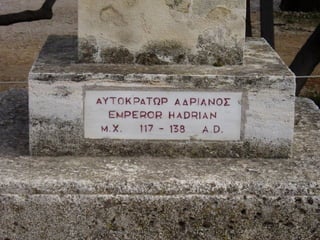 ΑΥΤΟΚΡΑΤΩΡ ΑΔΡΙΑΝΟΣ
EMPEROR HADRIAN
Μ.Χ. 117 - 138 A.D.